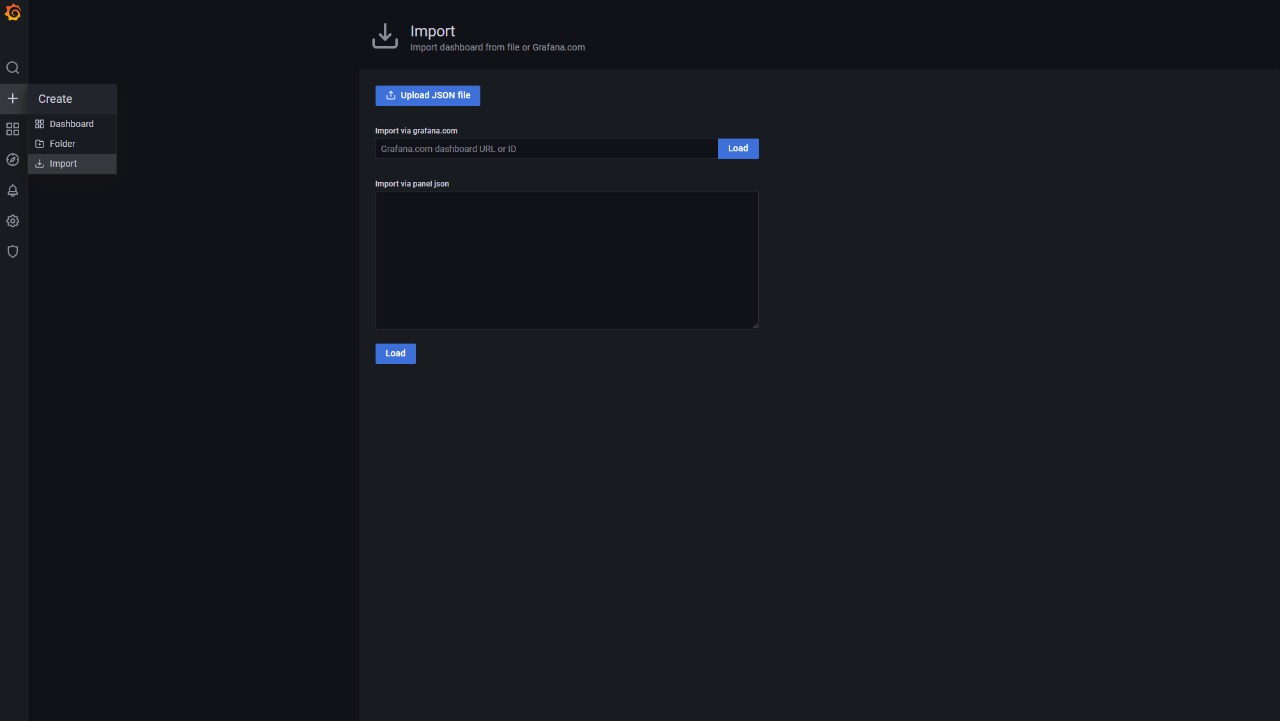 Import
Import dashboard from file or Grafana.com
Create
Dashboard
Folder
Import
Upload JSON file
Import via grafana.com
Grafana.com dashboard URL or ID
Load
Import via panel json
Load